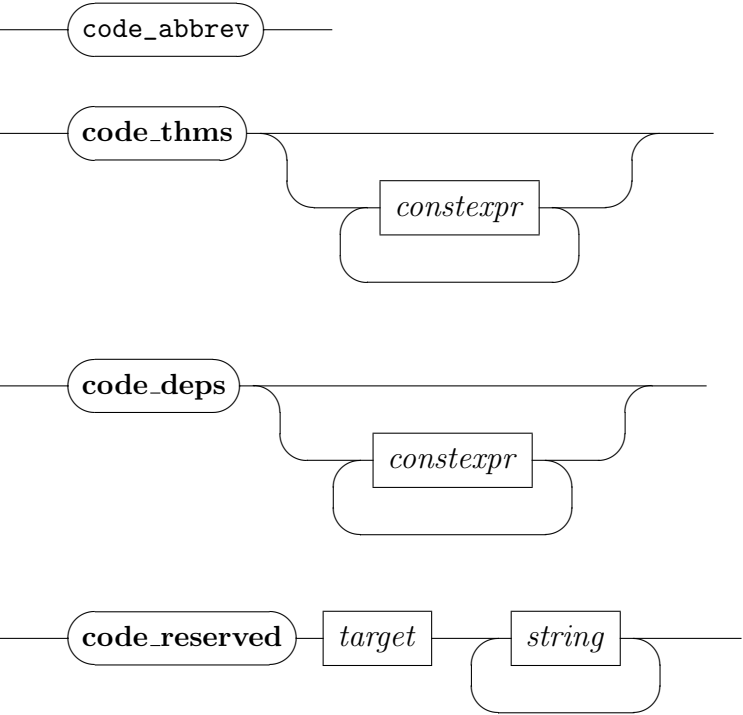 code_abbrev
code_thms
constexpr
code_deps
constexpr
code_reserved target string